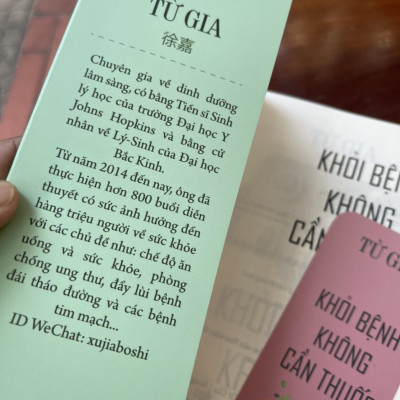 TỪ GIA
徐嘉
Chuyên gia về dinh dưỡng
lâm sàng, có bằng Tiến sĩ Sinh
lý học của trường Đại học Y
Johns Hopkins và bằng cử
nhân về Lý-Sinh của Đại học
Bắc Kinh.
Từ năm 2014 đến nay, ông đã
thực hiện hơn 800 buổi diễn
thuyết có sức ảnh hưởng đến
hàng triệu người về sức khỏe
với các chủ đề như: chế độ ăn
uống và sức khỏe, phòng
chống ung thư, đẩy lùi bệnh
đái tháo đường và các bệnh
tim mạch...
ID WeChat: xujiaboshi
KHỎI BỆNH
KHÔNG
CẦN
TỪ GIA
KHỎI BỆNH
KHÔNG
CẦN THUỐC